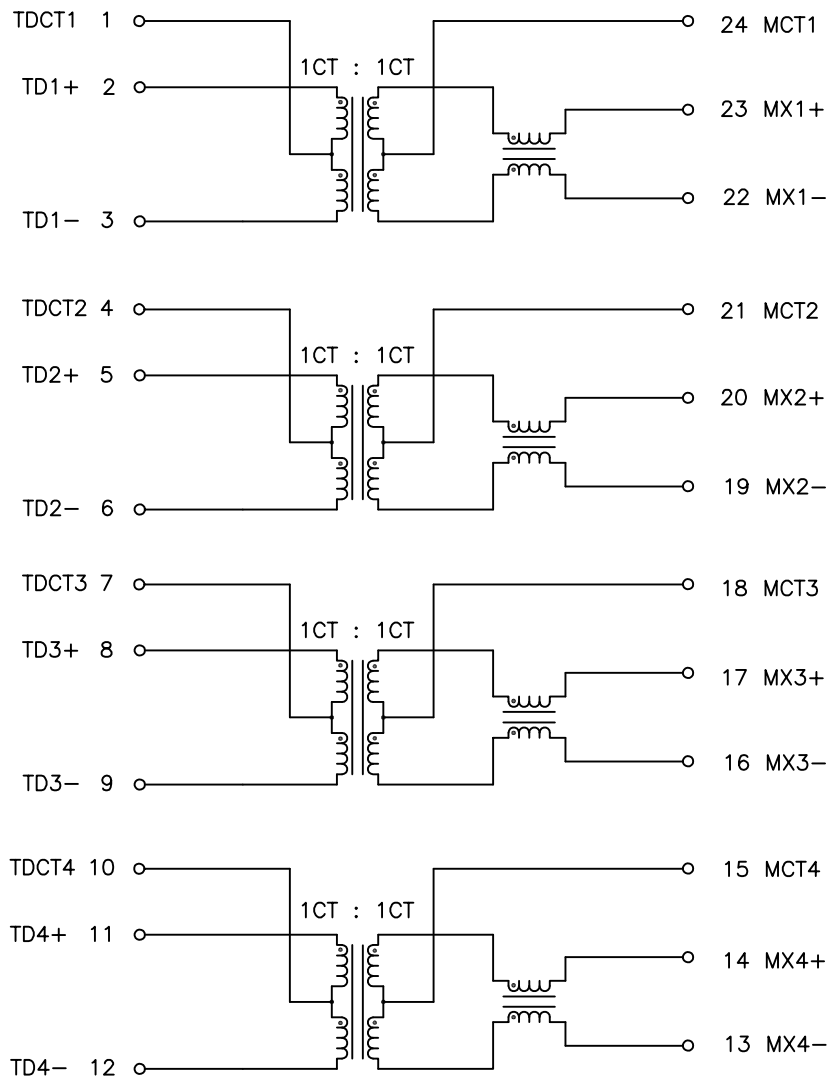 TDCT1 1
24 MCT1
1CT : 1CT
TD1+ 2
23 MX1+
22 MX1−
TD1− 3
TDCT2 4
21 MCT2
1CT : 1CT
TD2+ 5
20 MX2+
19 MX2−
TD2− 6
TDCT3 7
18 MCT3
1CT : 1CT
TD3+ 8
17 MX3+
16 MX3−
TD3− 9
TDCT4 10
15 MCT4
1CT : 1CT
TD4+ 11
14 MX4+
13 MX4−
TD4− 12